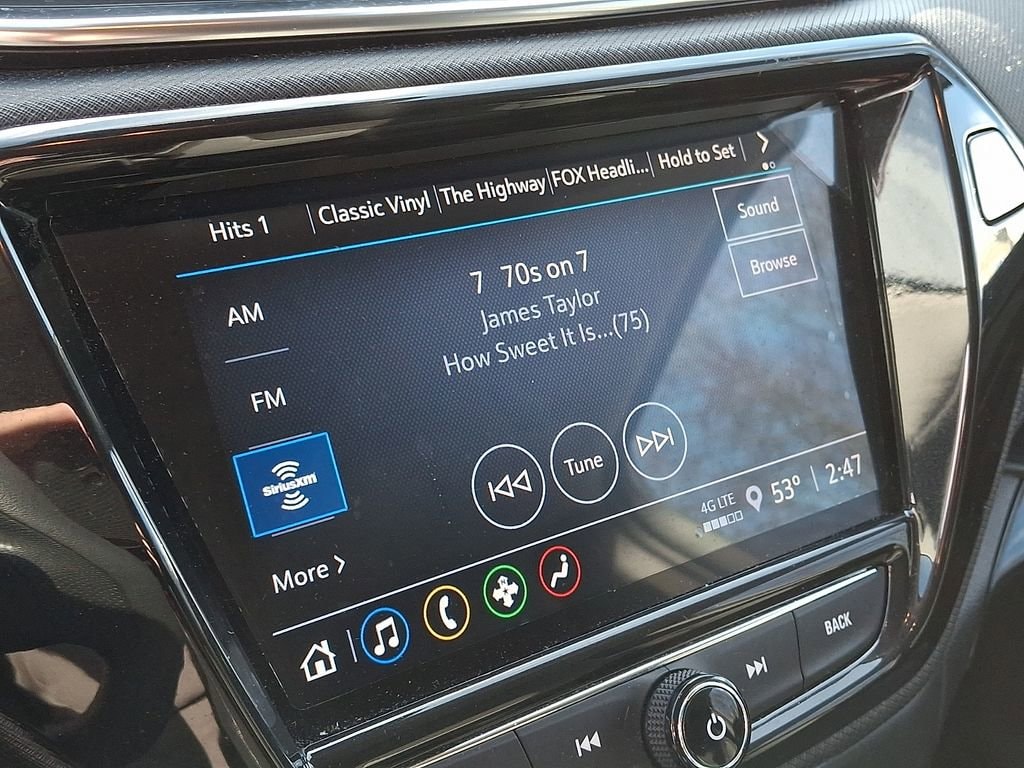 Hits 1 Classic Vinyl The Highway FOX Headli... Hold to Set
Sound
Browse
7 70s on 7
James Taylor
How Sweet It Is...(75)
AM
FM
SiriusXM
More
Tune
4G LTE 53° 2:47
BACK